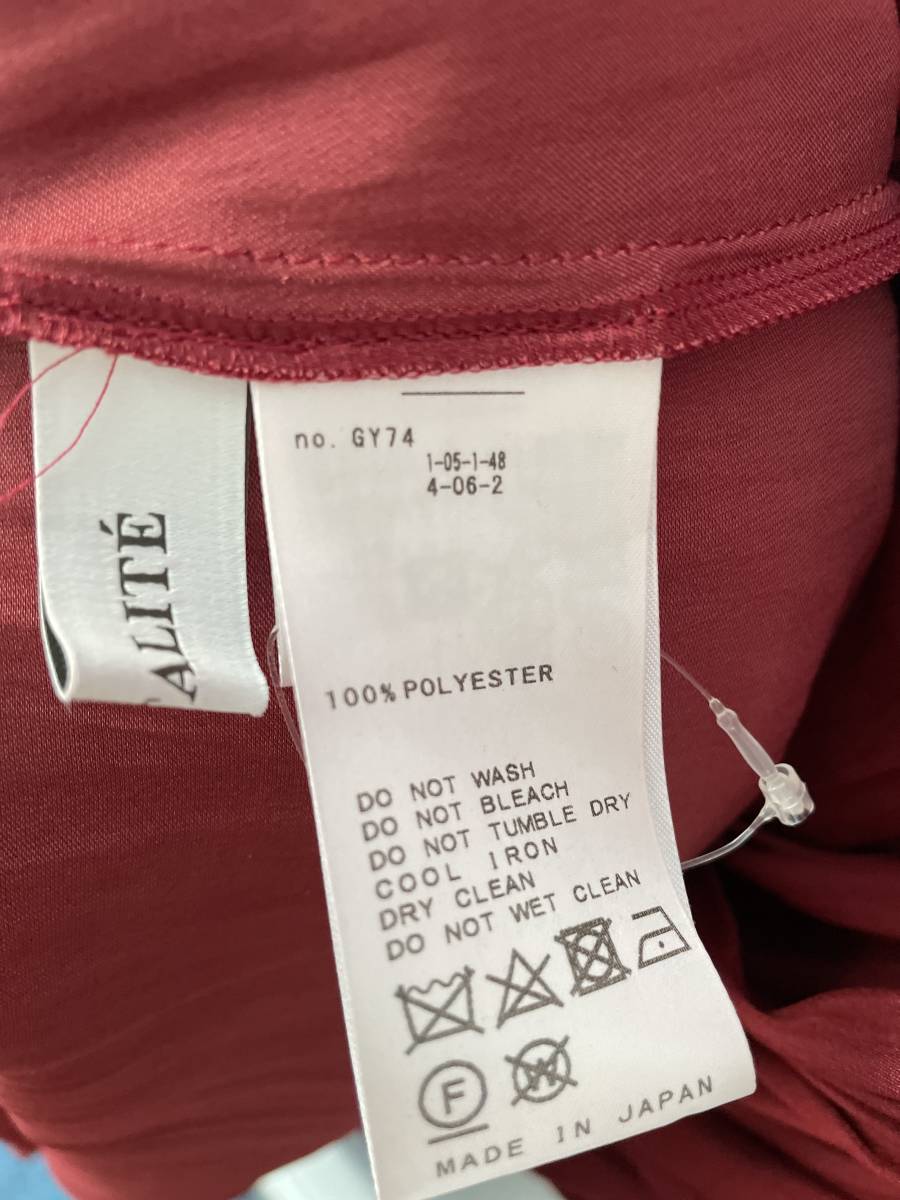 ALITÉ
no. GY74
1-05-1-48
4-06-2
100% POLYESTER
DO NOT WASH
DO NOT BLEACH
DO NOT TUMBLE DRY
COOL IRON
DRY CLEAN
DO NOT WET CLEAN
F
W
MADE IN JAPAN